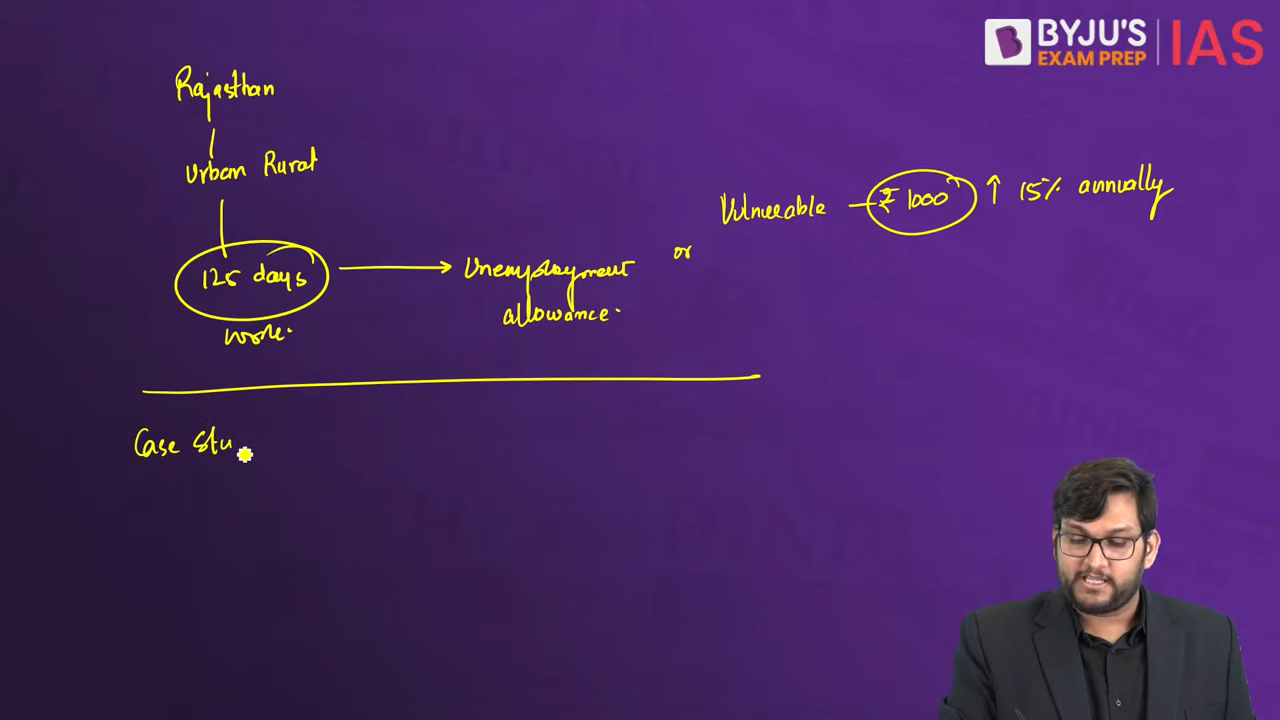 BYJU'S
EXAM PREP
IAS
Rajasthan
Urban Rural
125 days
work.
Unemployment
allowance.
or
Vulnerable – ₹ 1000 ↑ 15% annually
Case Stu